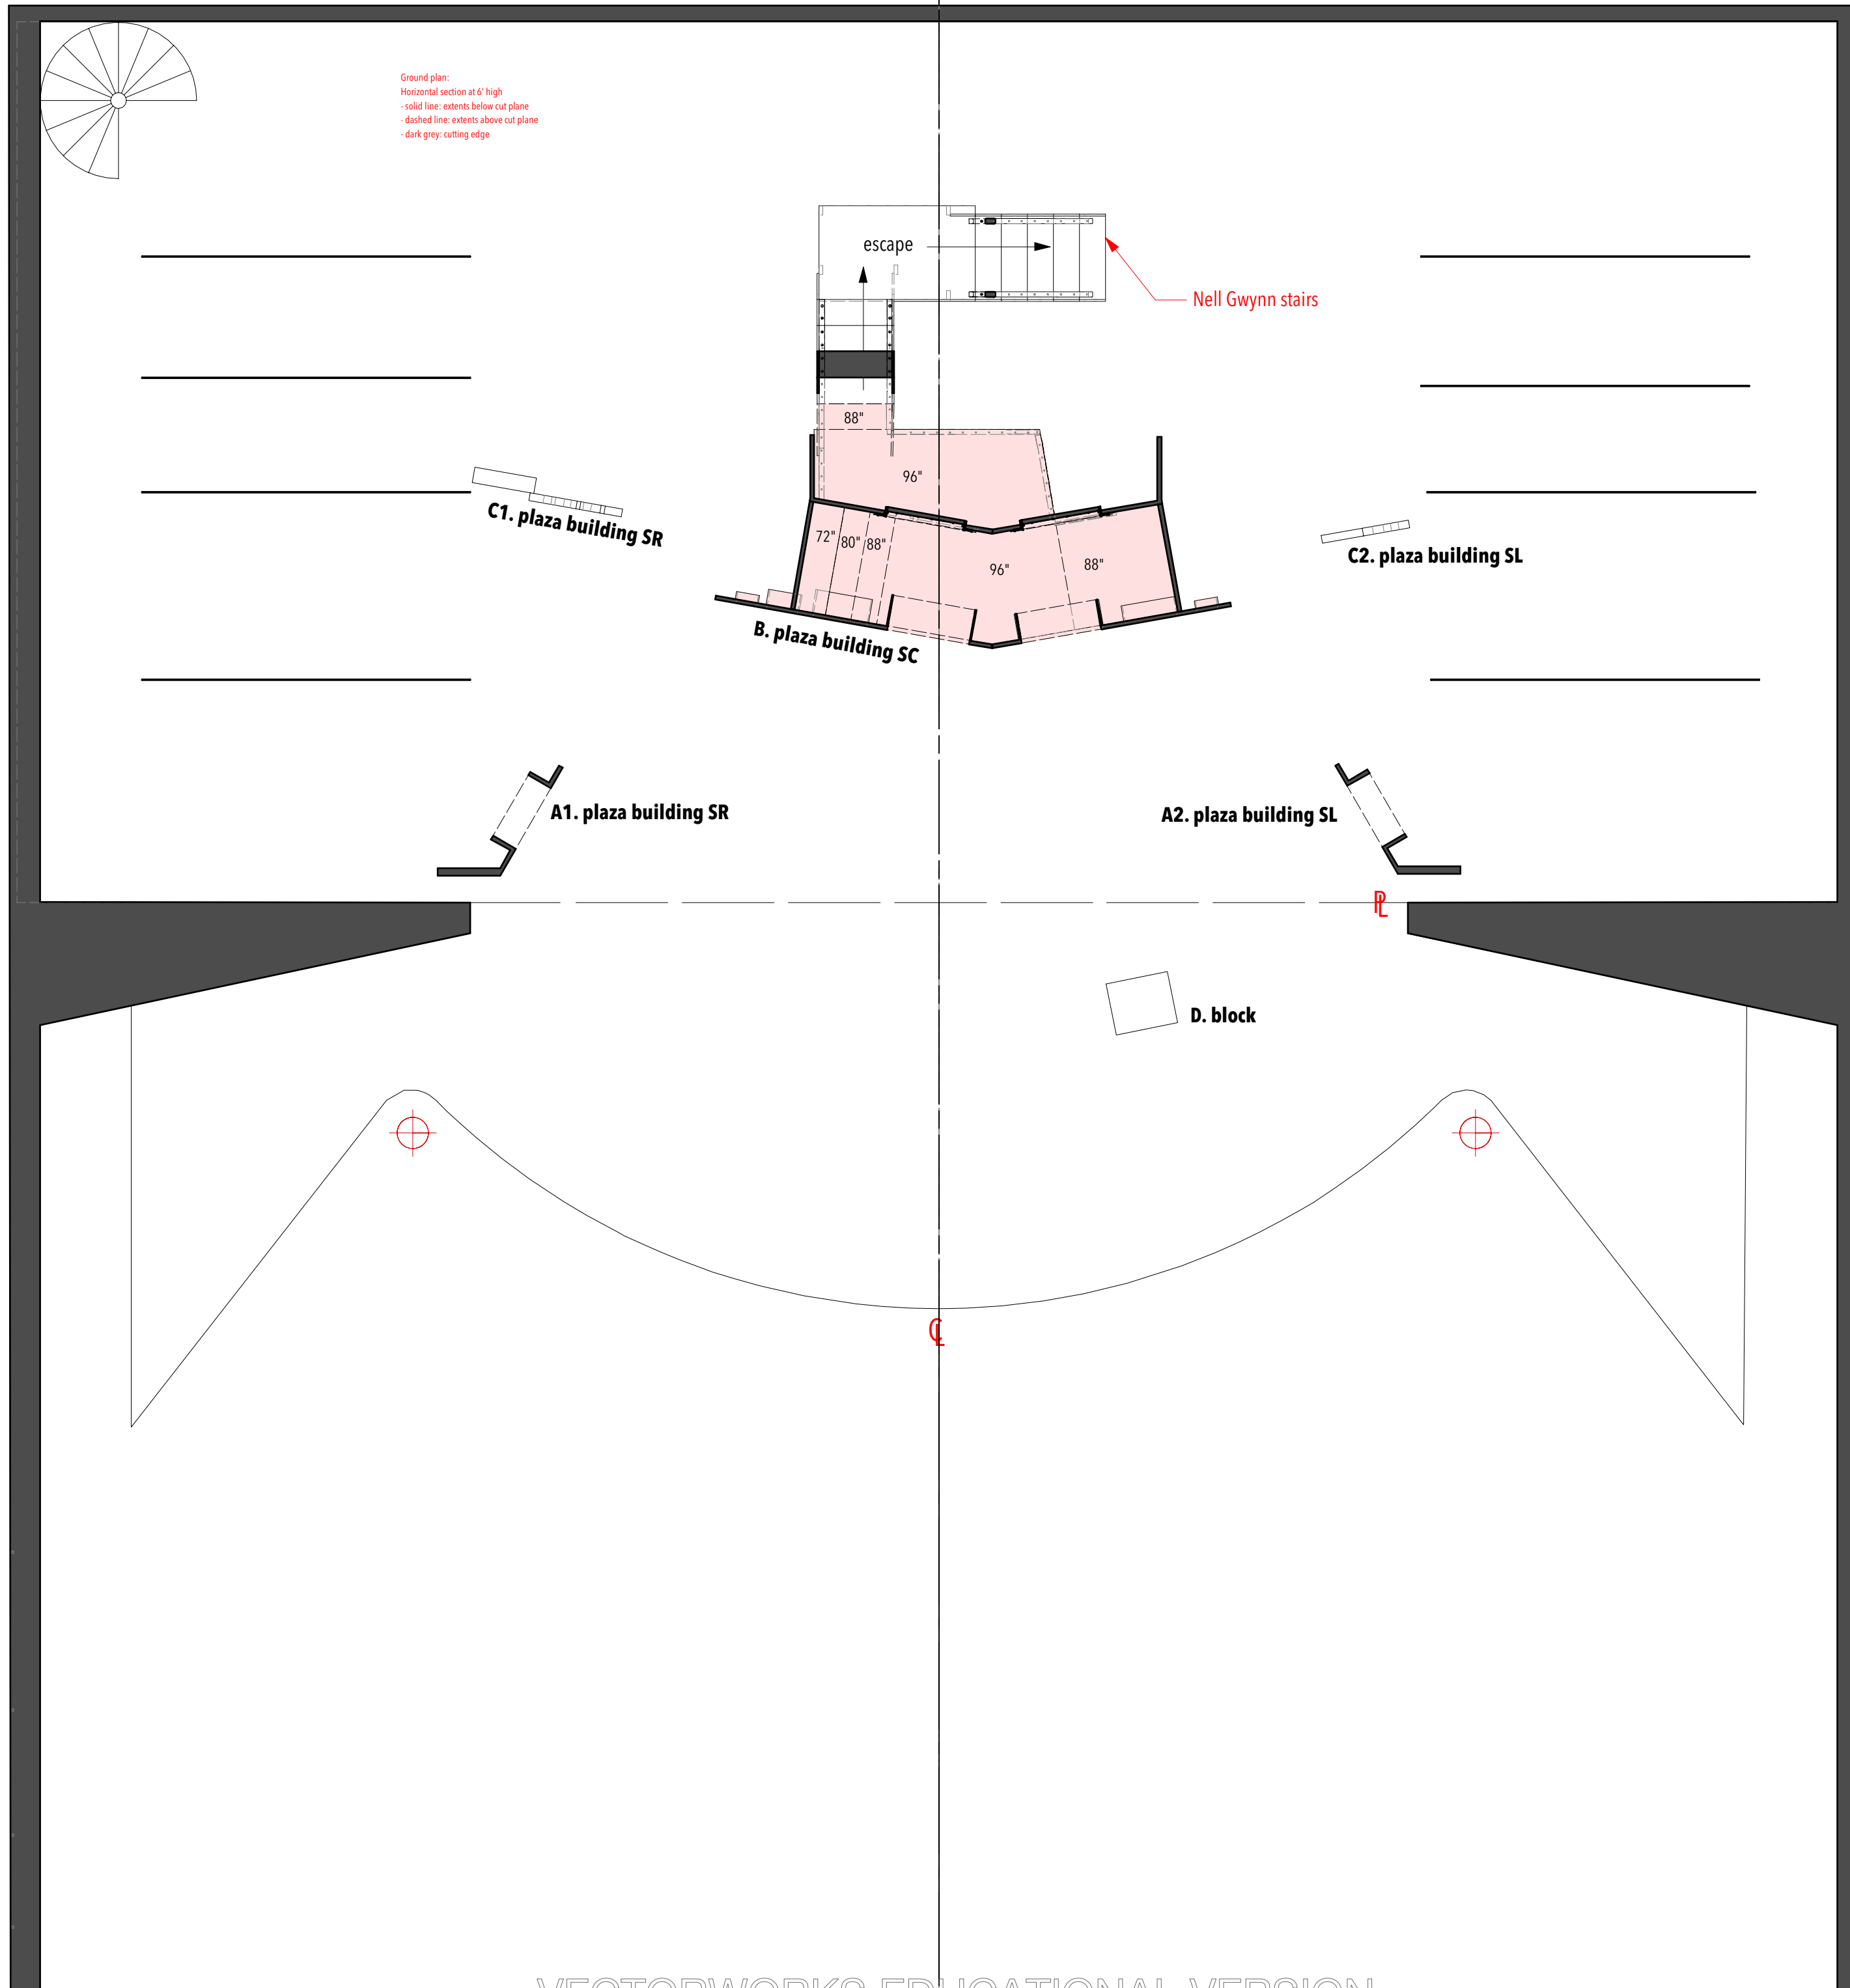 Ground plan:
Horizontal section at 6' high
- solid line: extents below cut plane
- dashed line: extents above cut plane
- dark grey: cutting edge
escape
Nell Gwynn stairs
88"
96"
C1. plaza building SR
72"
80"
88"
96"
88"
C2. plaza building SL
B. plaza building SC
A1. plaza building SR
A2. plaza building SL
PL
D. block
CL
VECTORWORKS EDUCATIONAL VERSION